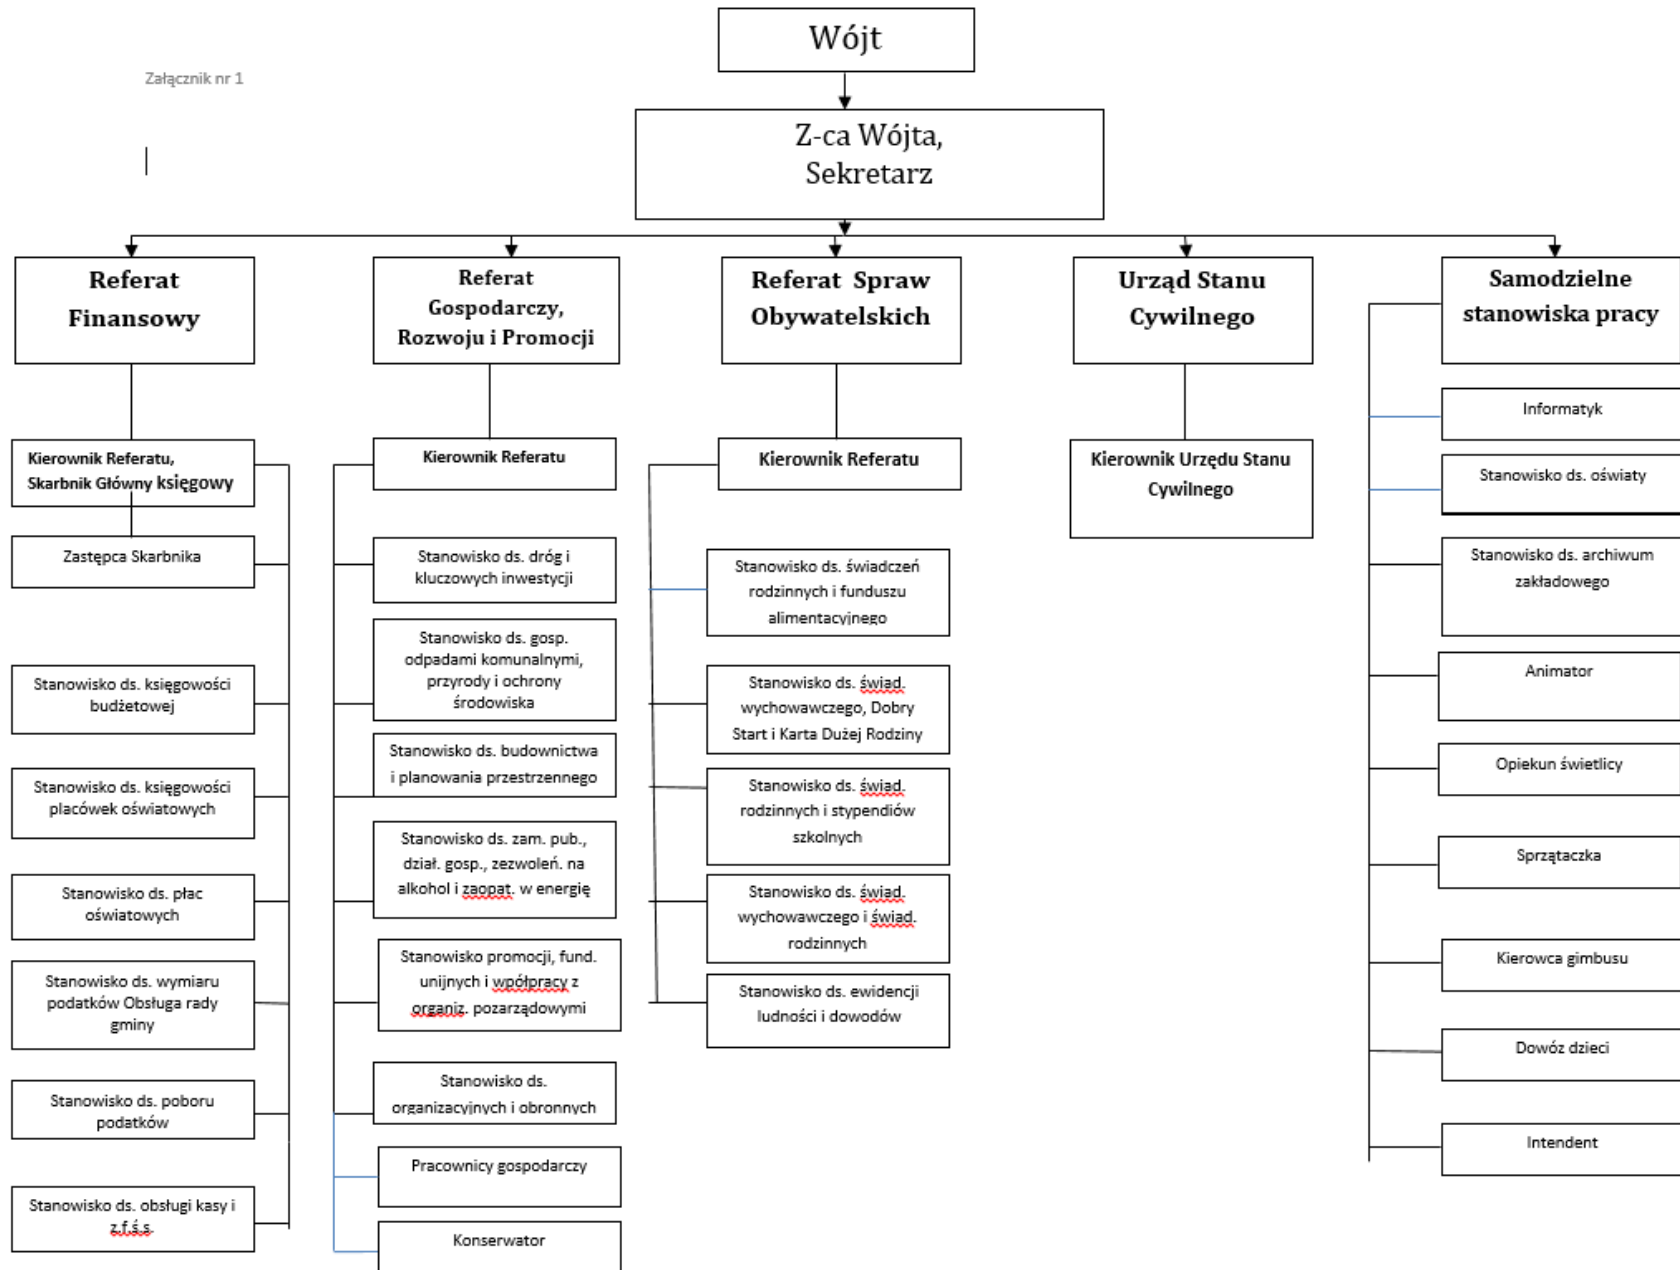 Wójt
Załącznik nr 1
Z-ca Wójta,
Sekretarz
Referat
Finansowy
Referat
Gospodarczy,
Rozwoju i Promocji
Referat Spraw
Obywatelskich
Urząd Stanu
Cywilnego
Samodzielne
stanowiska pracy
Kierownik Referatu,
Skarbnik Główny księgowy
Zastępca Skarbnika
Stanowisko ds. księgowości
budżetowej
Stanowisko ds. księgowości
placówek oświatowych
Stanowisko ds. płac
oświatowych
Stanowisko ds. wymiaru
podatków Obsługa rady
gminy
Stanowisko ds. poboru
podatków
Stanowisko ds. obsługi kasy i
z.f.ś.s.
Kierownik Referatu
Stanowisko ds. dróg i
kluczowych inwestycji
Stanowisko ds. gosp.
odpadami komunalnymi,
przyrody i ochrony
środowiska
Stanowisko ds. budownictwa
i planowania przestrzennego
Stanowisko ds. zam. pub.,
dział. gosp., zezwoleń. na
alkohol i zaopat. w energię
Stanowisko promocji, fund.
unijnych i wpółpracy z
organiz. pozarządowymi
Stanowisko ds.
organizacyjnych i obronnych
Pracownicy gospodarczy
Konserwator
Kierownik Referatu
Stanowisko ds. świadczeń
rodzinnych i funduszu
alimentacyjnego
Stanowisko ds. świad.
wychowawczego, Dobry
Start i Karta Dużej Rodziny
Stanowisko ds. świad.
rodzinnych i stypendiów
szkolnych
Stanowisko ds. świad.
wychowawczego i świad.
rodzinnych
Stanowisko ds. ewidencji
ludności i dowodów
Kierownik Urzędu Stanu
Cywilnego
Informatyk
Stanowisko ds. oświaty
Stanowisko ds. archiwum
zakładowego
Animator
Opiekun świetlicy
Sprzątaczka
Kierowca gimbusu
Dowóz dzieci
Intendent